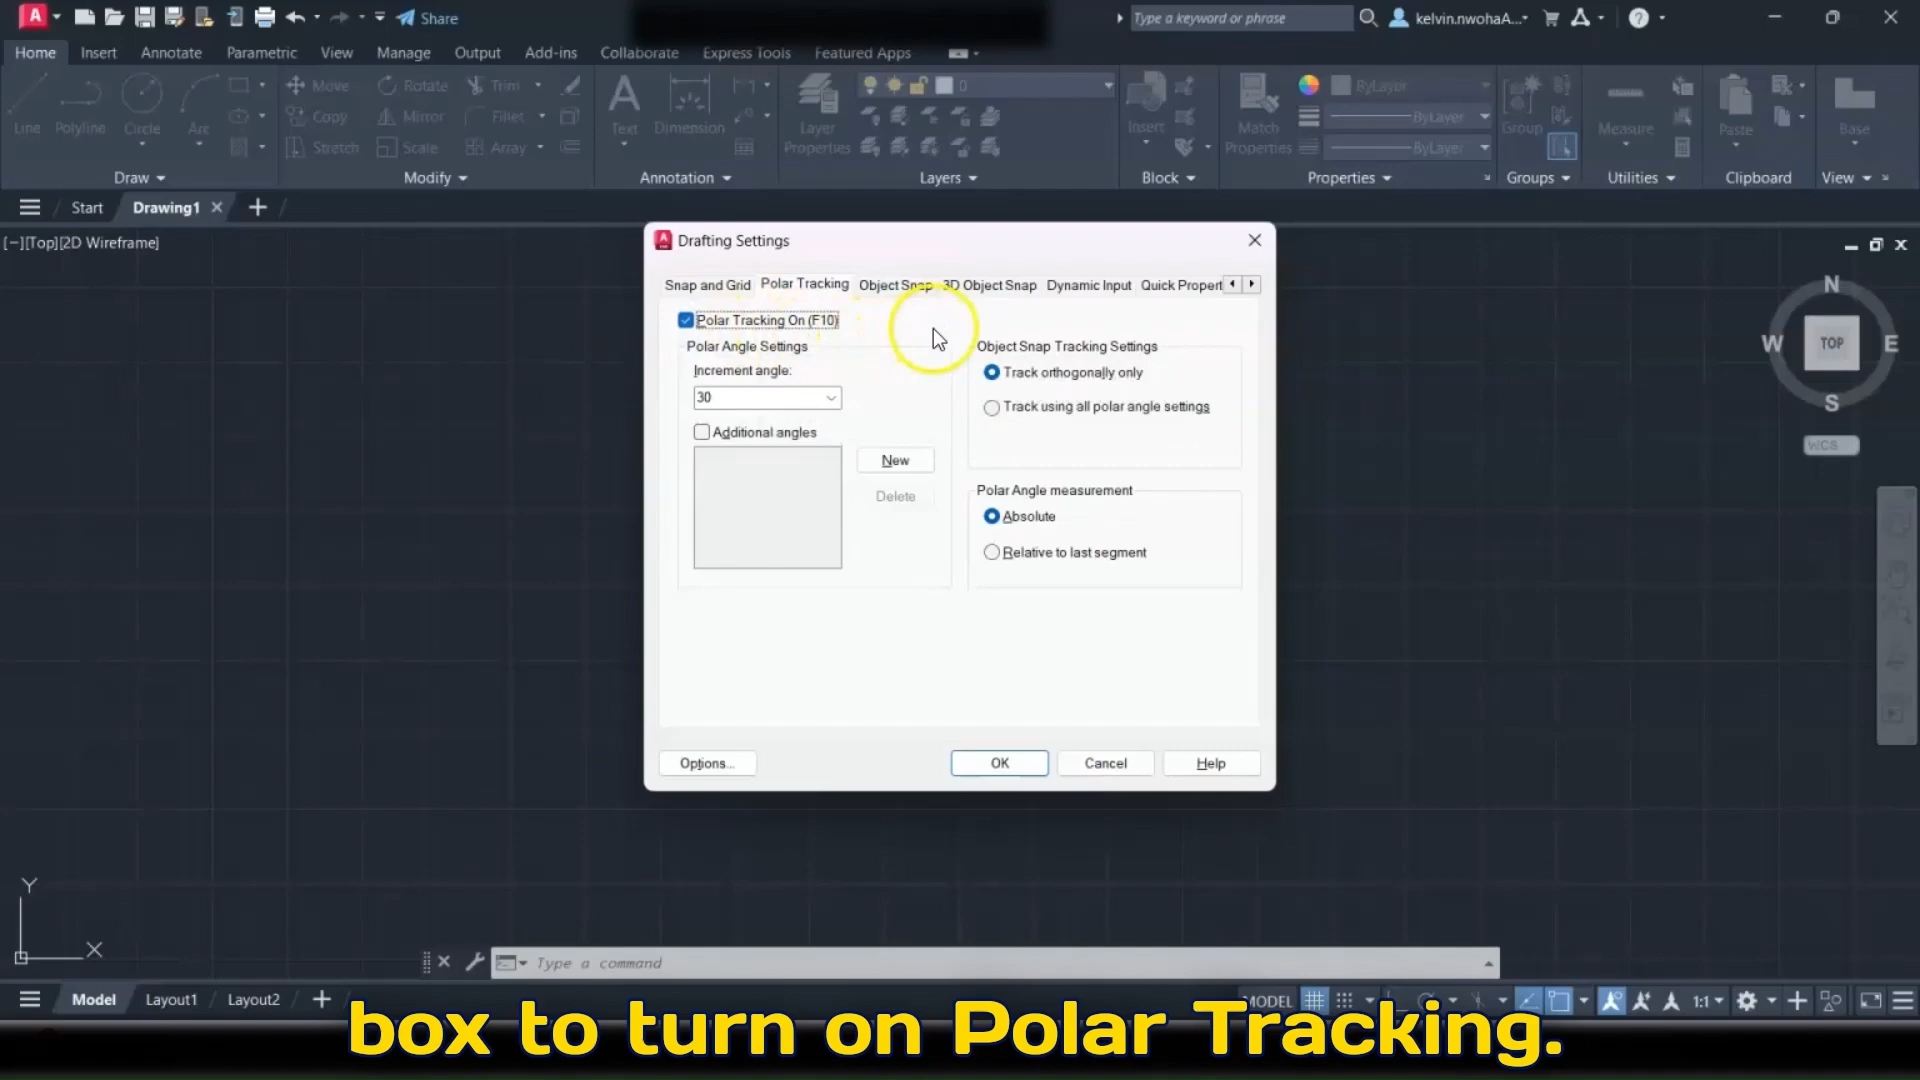 Share
Type a keyword or phrase
kelvin.nwohaA...
Home Insert Annotate Parametric View Manage Output Add-ins Collaborate Express Tools Featured Apps
Line Polyline Circle Arc
Move Rotate Trim
Copy Mirror Fillet
Stretch Scale Array
Text Dimension
Layer Properties
0
Insert
Match Properties
ByLayer
ByLayer
ByLayer
Group
Measure
Paste
Base
Draw Modify Annotation Layers Block Properties Groups Utilities Clipboard View
Start Drawing1
[−][Top][2D Wireframe]
N
W TOP E
S
WCS
Drafting Settings
Snap and Grid Polar Tracking Object Snap 3D Object Snap Dynamic Input Quick Propert
Polar Tracking On (F10)
Polar Angle Settings
Increment angle:
30
Additional angles
New
Delete
Object Snap Tracking Settings
Track orthogonally only
Track using all polar angle settings
Polar Angle measurement
Absolute
Relative to last segment
Options...
OK
Cancel
Help
Y
X
Type a command
Model Layout1 Layout2
MODEL
1:1
box to turn on Polar Tracking.